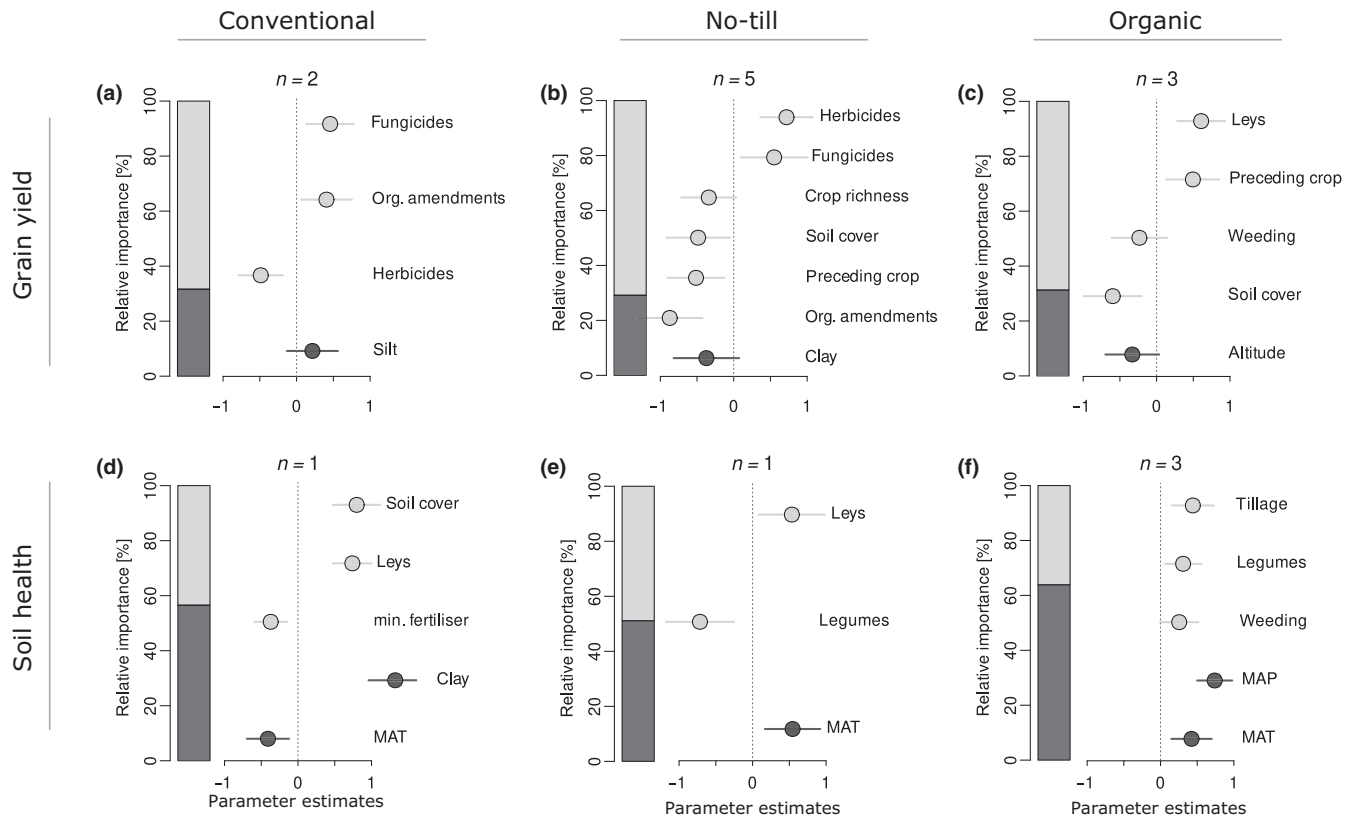 Conventional
No-till
Organic
Grain yield
(a)
n = 2
Relative importance [%]
100
80
60
40
20
0
Fungicides
Org. amendments
Herbicides
Silt
−1
0
1
(b)
n = 5
Relative importance [%]
100
80
60
40
20
0
Herbicides
Fungicides
Crop richness
Soil cover
Preceding crop
Org. amendments
Clay
−1
0
1
(c)
n = 3
Relative importance [%]
100
80
60
40
20
0
Leys
Preceding crop
Weeding
Soil cover
Altitude
−1
0
1
Soil health
(d)
n = 1
Relative importance [%]
100
80
60
40
20
0
Soil cover
Leys
min. fertiliser
Clay
MAT
−1
0
1
Parameter estimates
(e)
n = 1
Relative importance [%]
100
80
60
40
20
0
Leys
Legumes
MAT
−1
0
1
Parameter estimates
(f)
n = 3
Relative importance [%]
100
80
60
40
20
0
Tillage
Legumes
Weeding
MAP
MAT
−1
0
1
Parameter estimates